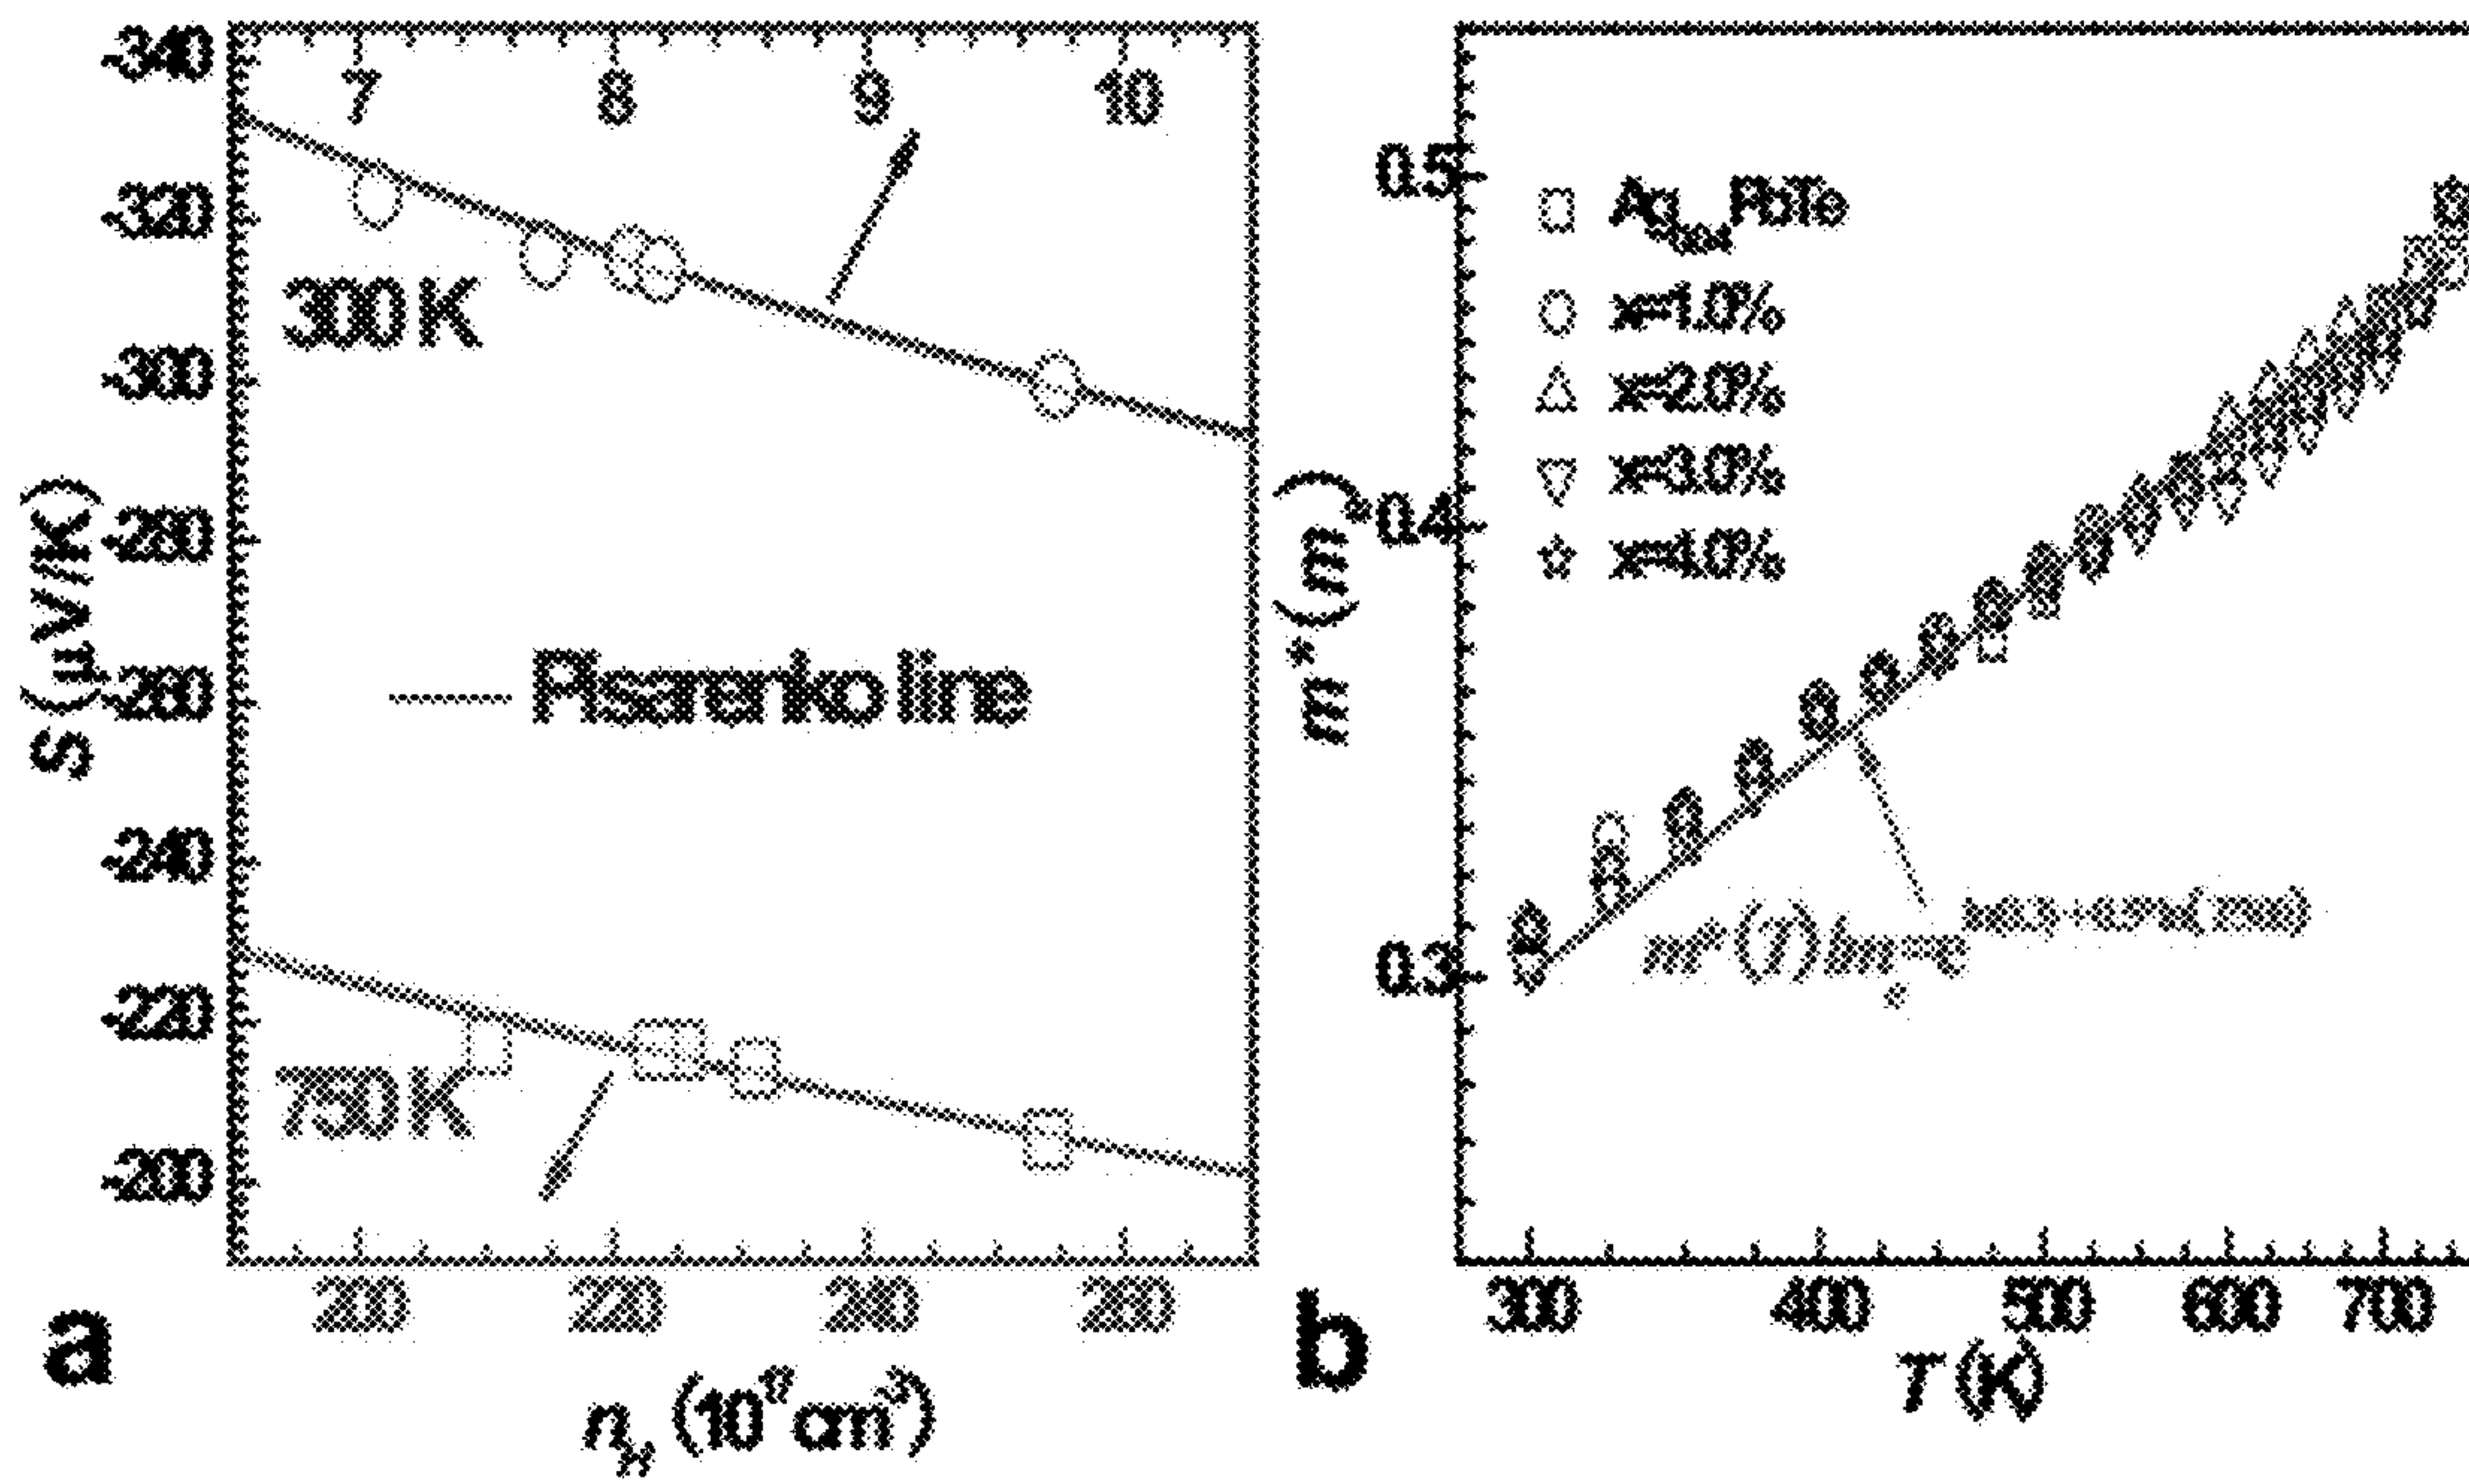 -340
-320
-300
-280
-260
-240
-220
-200
S (μV/K)
7 8 9 10
300 K
Pisarenko line
750 K
200 220 240 260
a
n_H (10^17 cm^-3)
0.5
0.4
0.3
m* (m_e)
PbTe
x=1.0%
x=2.0%
x=3.0%
x=4.0%
m*(T)
300 400 500 600 700
b
T (K)